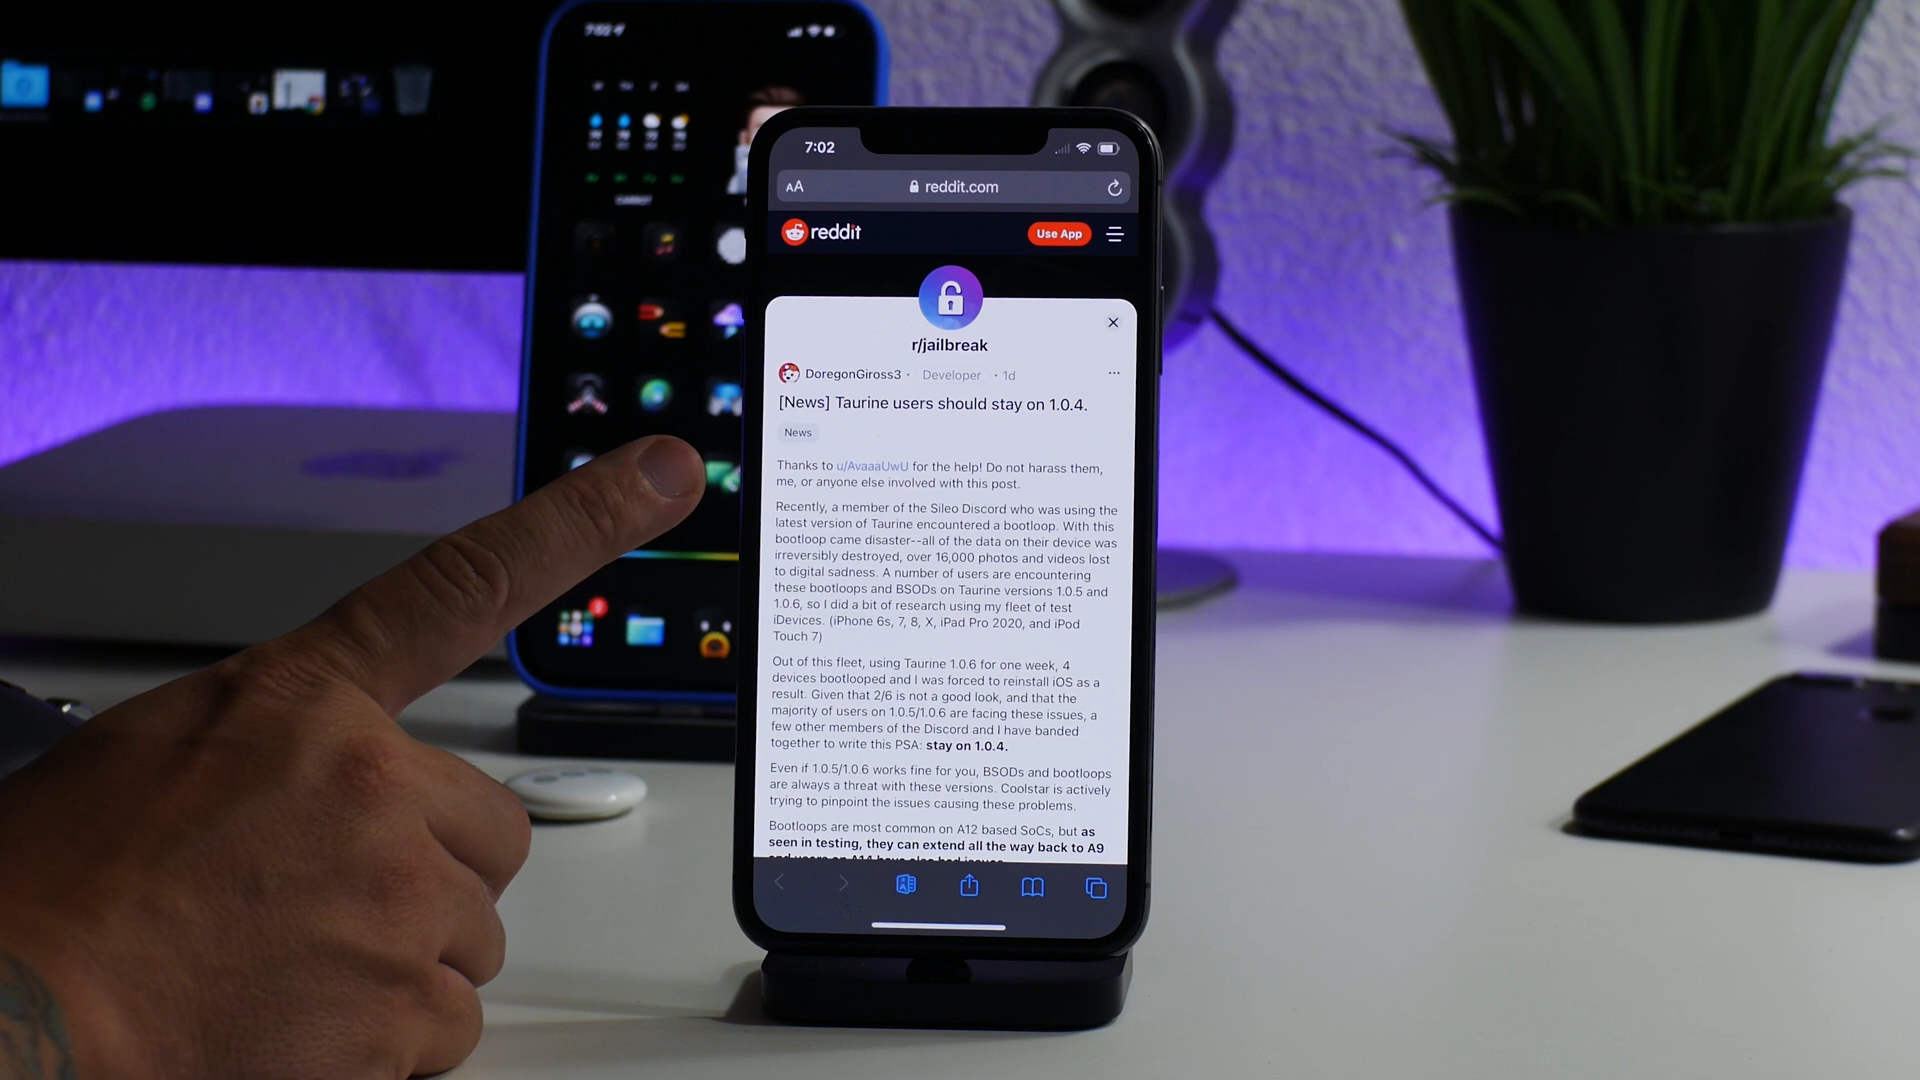 7:02
7:02
AA
reddit.com
reddit
Use App
r/jailbreak
DoregonGiross3 · Developer · 1d
[News] Taurine users should stay on 1.0.4.
News
Thanks to u/AvaaaUwU for the help! Do not harass them,
me, or anyone else involved with this post.
Recently, a member of the Sileo Discord who was using the
latest version of Taurine encountered a bootloop. With this
bootloop came disaster--all of the data on their device was
irreversibly destroyed, over 16,000 photos and videos lost
to digital sadness. A number of users are encountering
these bootloops and BSODs on Taurine versions 1.0.5 and
1.0.6, so I did a bit of research using my fleet of test
iDevices. (iPhone 6s, 7, 8, X, iPad Pro 2020, and iPod
Touch 7)
Out of this fleet, using Taurine 1.0.6 for one week, 4
devices bootlooped and I was forced to reinstall iOS as a
result. Given that 2/6 is not a good look, and that the
majority of users on 1.0.5/1.0.6 are facing these issues, a
few other members of the Discord and I have banded
together to write this PSA: stay on 1.0.4.
Even if 1.0.5/1.0.6 works fine for you, BSODs and bootloops
are always a threat with these versions. Coolstar is actively
trying to pinpoint the issues causing these problems.
Bootloops are most common on A12 based SoCs, but as
seen in testing, they can extend all the way back to A9
and users on A14 have also had issues.